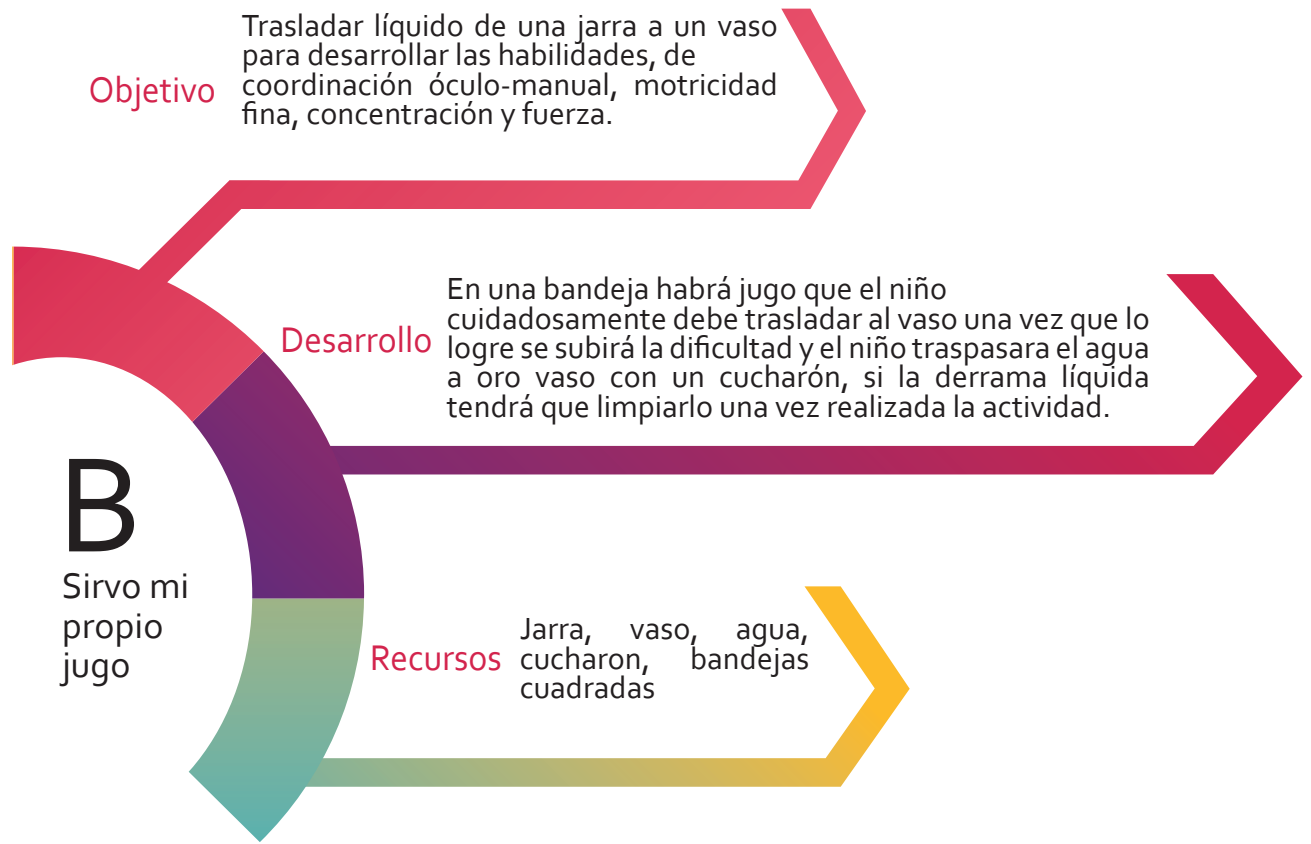 Objetivo
Trasladar líquido de una jarra a un vaso
para desarrollar las habilidades, de
coordinación óculo-manual, motricidad
fina, concentración y fuerza.
Desarrollo
En una bandeja habrá jugo que el niño
cuidadosamente debe trasladar al vaso una vez que lo
logre se subirá la dificultad y el niño traspasara el agua
a oro vaso con un cucharón, si la derrama líquida
tendrá que limpiarlo una vez realizada la actividad.
B
Sirvo mi
propio
jugo
Recursos
Jarra, vaso, agua,
cucharon, bandejas
cuadradas